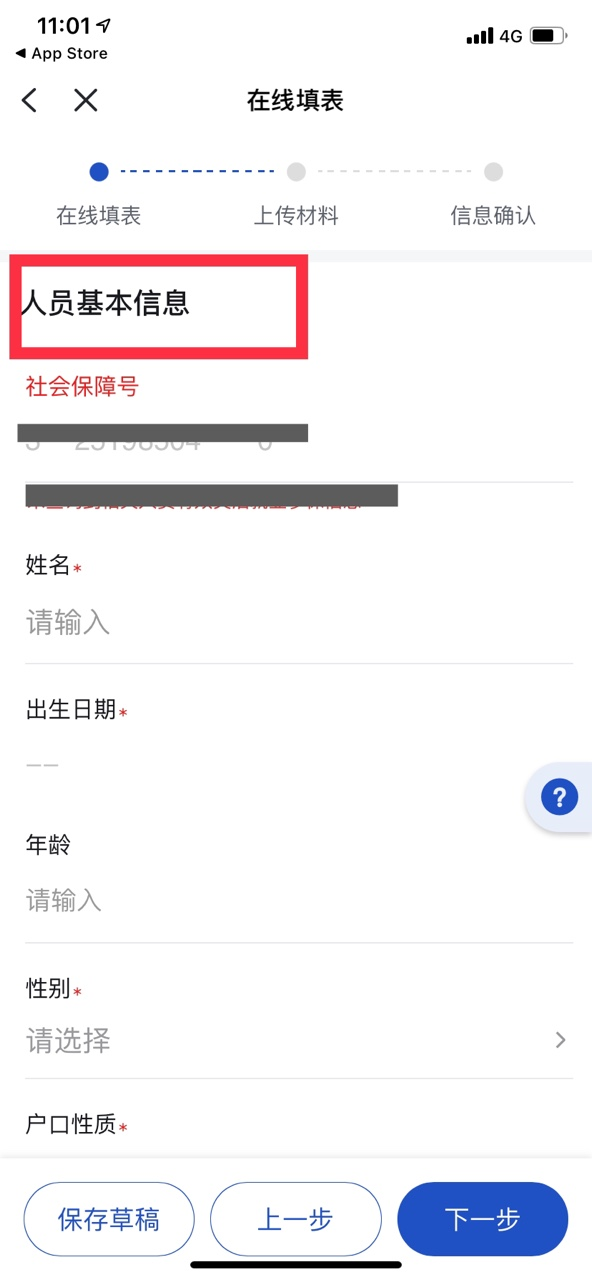 11:01
4G
◀ App Store
在线填表
在线填表
上传材料
信息确认
人员基本信息
社会保障号
姓名*
请输入
出生日期*
——
年龄
请输入
性别*
请选择
户口性质*
?
保存草稿
上一步
下一步